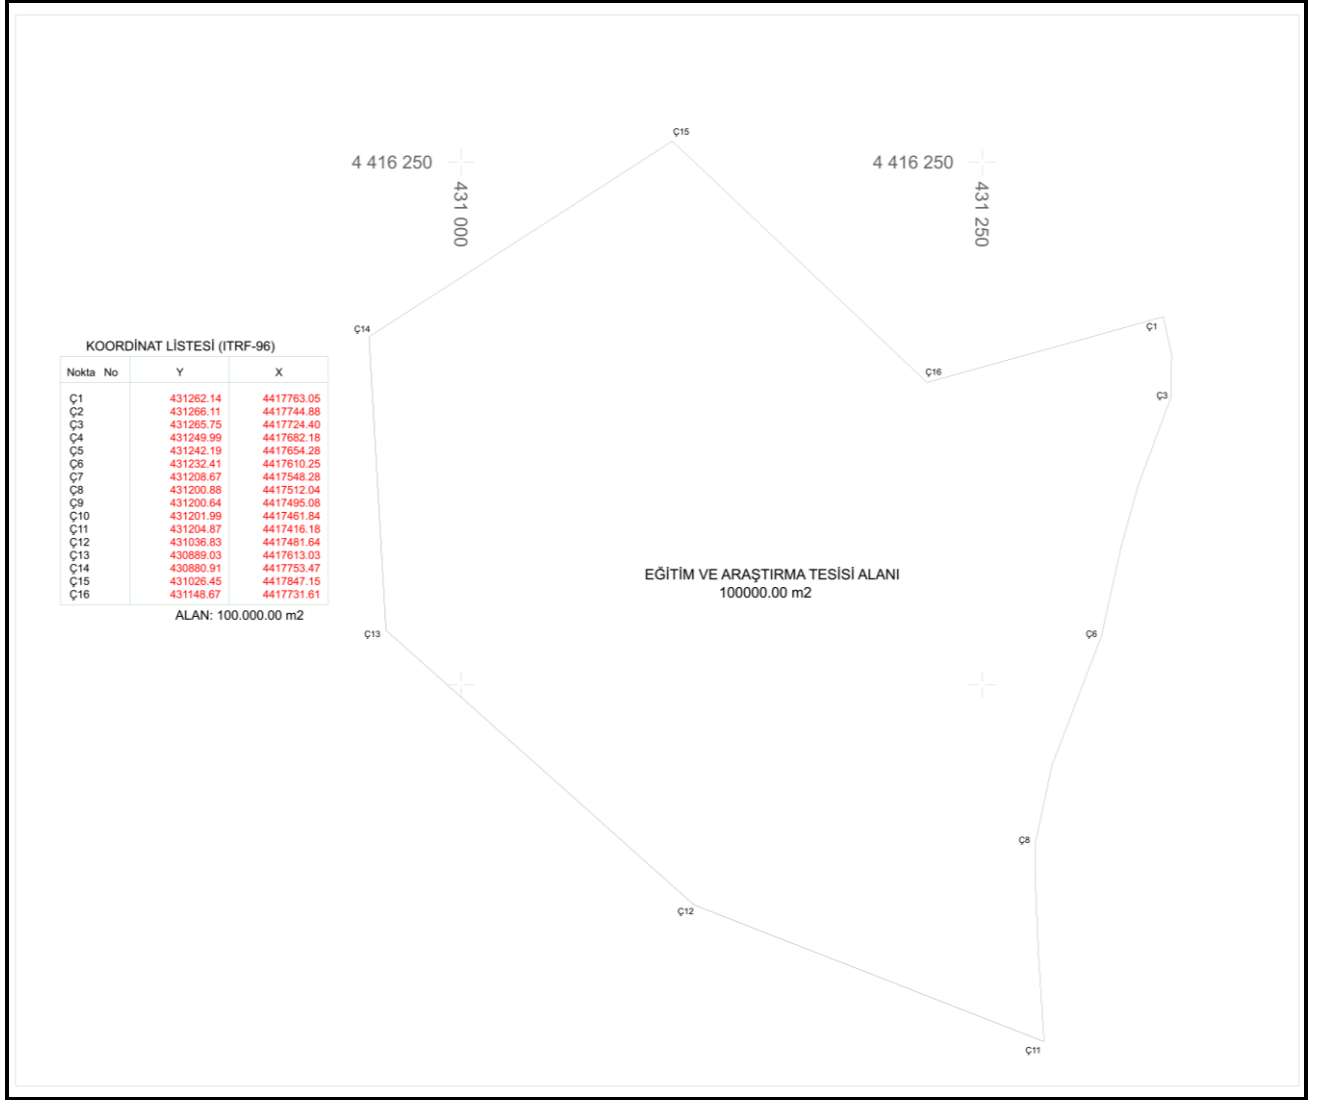 Ç15
4 416 250
4 416 250
431 000
431 250
Ç14
Ç1
KOORDİNAT LİSTESİ (ITRF-96)
Ç16
Nokta No Y X
Ç3
Ç1 431262.14 4417763.05
Ç2 431266.11 4417744.88
Ç3 431265.75 4417724.40
Ç4 431249.99 4417682.18
Ç5 431242.19 4417654.28
Ç6 431232.41 4417610.25
Ç7 431208.67 4417548.28
Ç8 431200.88 4417512.04
Ç9 431200.64 4417495.08
Ç10 431201.99 4417461.84
Ç11 431204.87 4417416.18
Ç12 431036.83 4417481.64
Ç13 430889.03 4417613.03
Ç14 430880.91 4417753.47
Ç15 431026.45 4417847.15
Ç16 431148.67 4417731.61
ALAN: 100.000.00 m2
EĞİTİM VE ARAŞTIRMA TESİSİ ALANI
100000.00 m2
Ç13
Ç6
Ç8
Ç12
Ç11